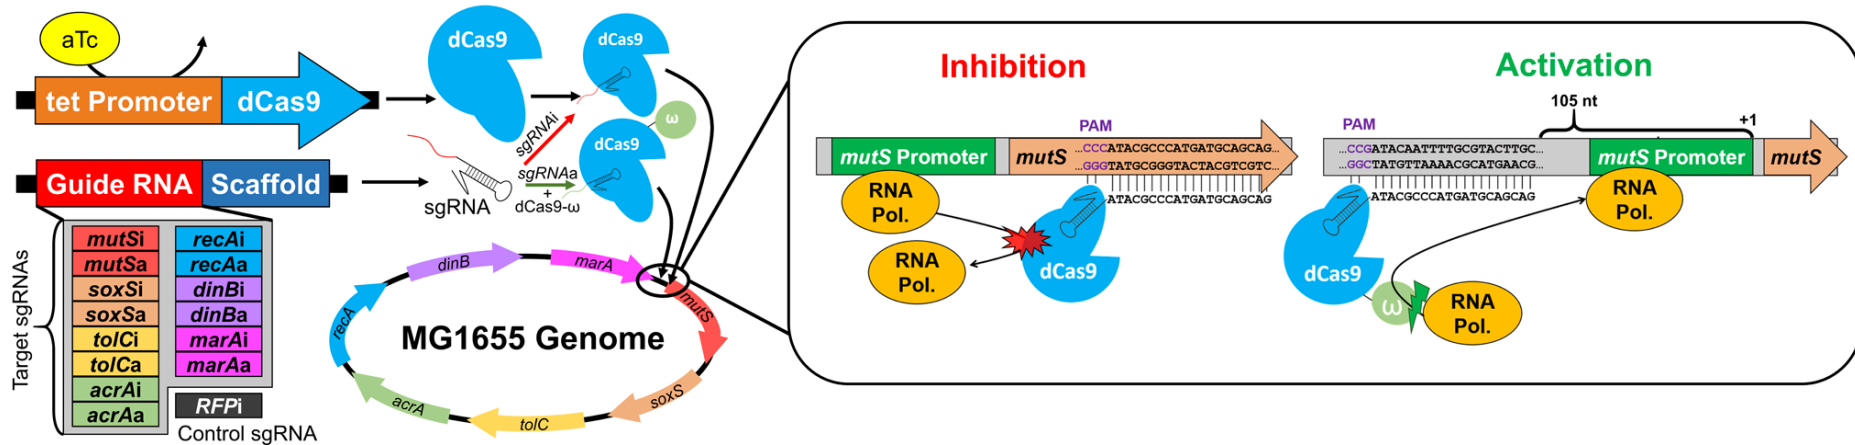 aTc
tet Promoter
dCas9
dCas9
dCas9
sgRNAi
ω
dCas9
sgRNAa
+
dCas9-ω
Guide RNA
Scaffold
sgRNA
Target sgRNAs
mutSi
mutSa
soxSi
soxSa
tolCi
tolCa
acrAi
acrAa
recAi
recAa
dinBi
dinBa
marAi
marAa
RFPi
Control sgRNA
dinB
marA
mutS
soxS
tolC
acrA
recA
MG1655 Genome
Inhibition
PAM
mutS Promoter
mutS
...CCCATACGCCCATGATGCAGCAG...
...GGGTATGCGGGTACTACGTCGTC...
ATACGCCCATGATGCAGCAG
RNA
Pol.
RNA
Pol.
dCas9
Activation
105 nt
+1
PAM
...CCGATACAATTTTGCGTACTTGC...
...GGCTATGTTAAAACGCATGAACG...
mutS Promoter
mutS
ATACGCCCATGATGCAGCAG
RNA
Pol.
dCas9
ω
RNA
Pol.